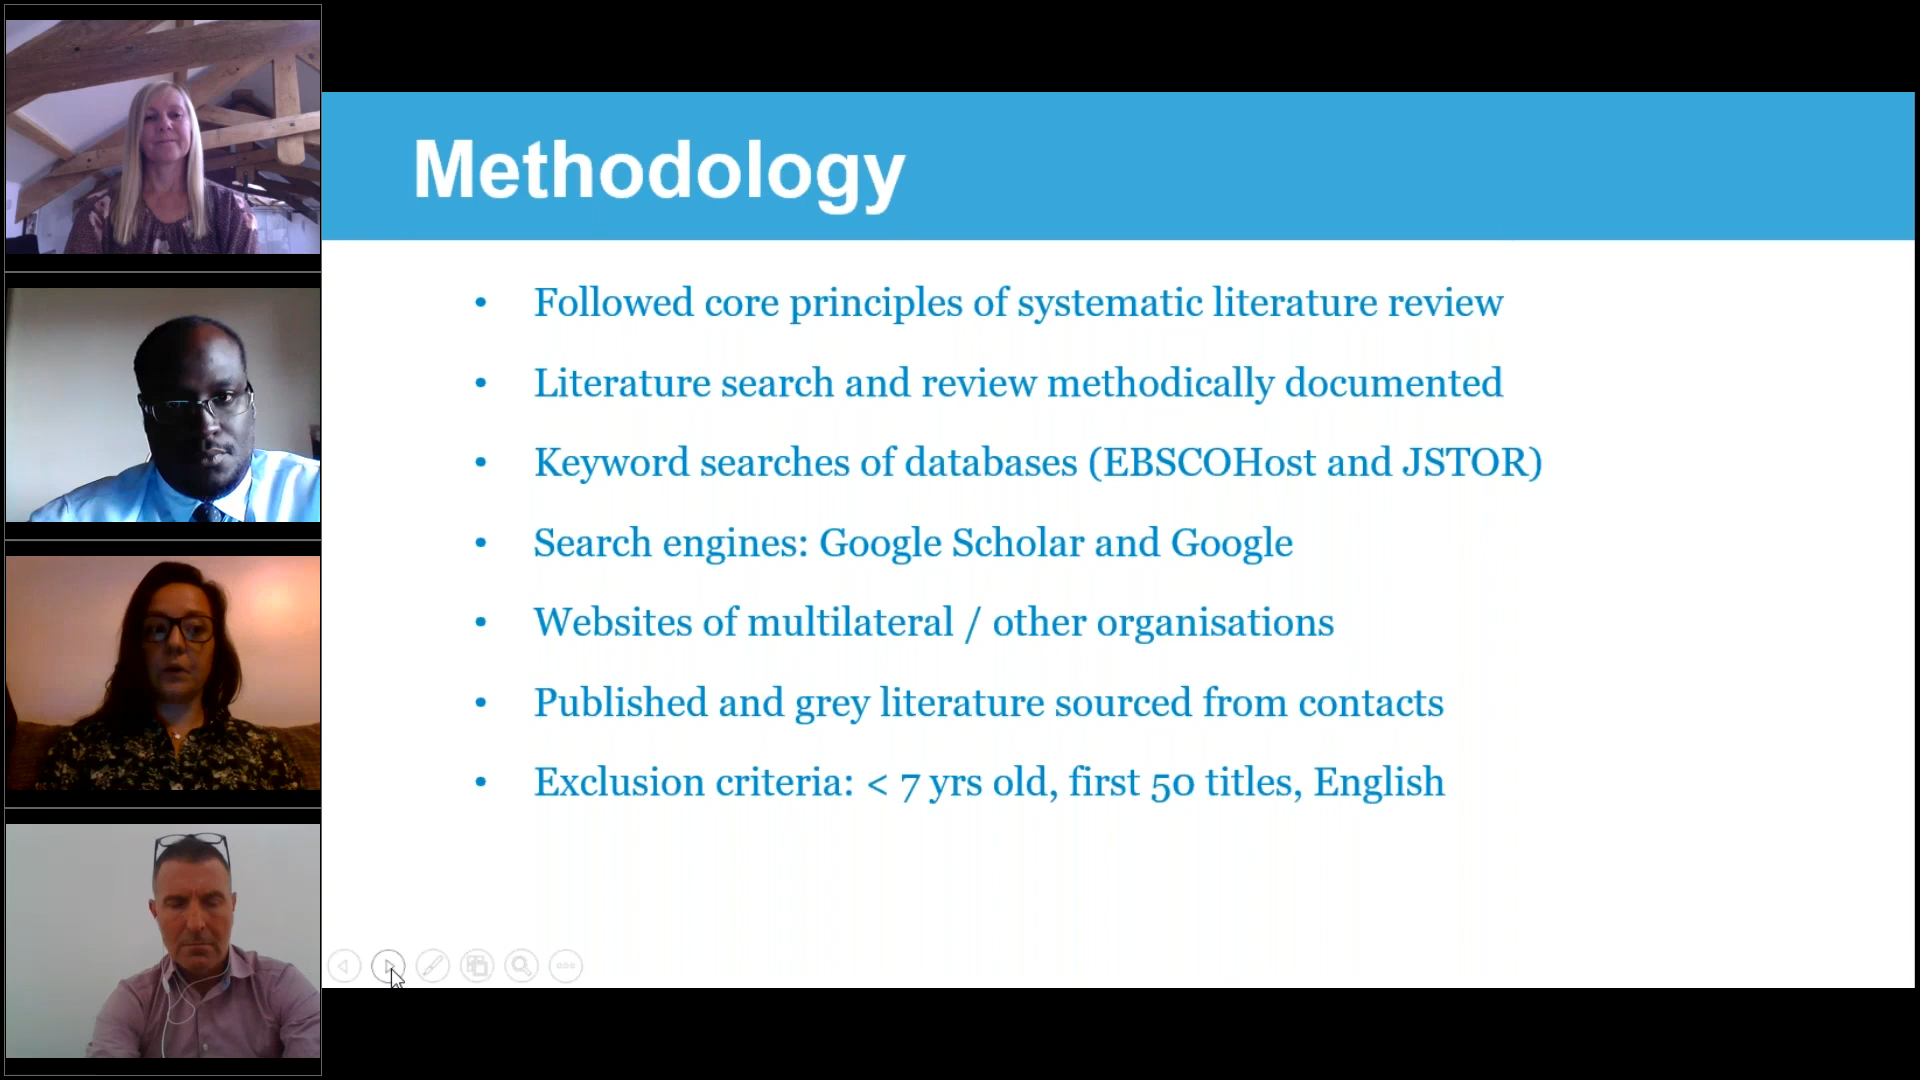 Methodology
• Followed core principles of systematic literature review
• Literature search and review methodically documented
• Keyword searches of databases (EBSCOHost and JSTOR)
• Search engines: Google Scholar and Google
• Websites of multilateral / other organisations
• Published and grey literature sourced from contacts
• Exclusion criteria: < 7 yrs old, first 50 titles, English